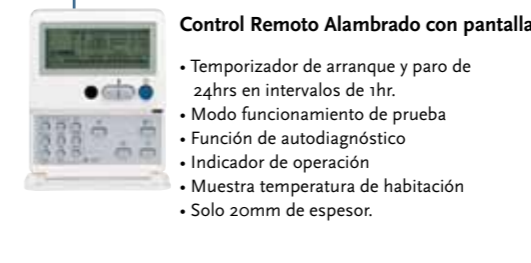 Control Remoto Alambrado con pantalla
• Temporizador de arranque y paro de
24hrs en intervalos de 1hr.
• Modo funcionamiento de prueba
• Función de autodiagnóstico
• Indicador de operación
• Muestra temperatura de habitación
• Solo 20mm de espesor.